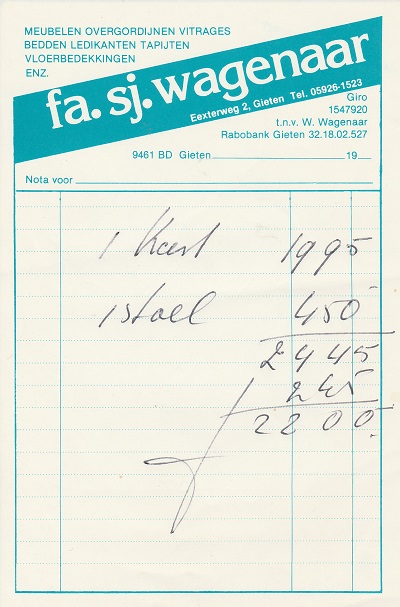 MEUBELEN OVERGORDIJNEN VITRAGES
BEDDEN LEDIKANTEN TAPIJTEN
VLOERBEDEKKINGEN
ENZ.
fa. sj. wagenaar
Eexterweg 2, Gieten Tel. 05926-1523
Giro
1547920
t.n.v. W. Wagenaar
Rabobank Gieten 32.18.02.527
9461 BD Gieten 19
Nota voor
1 Kast 1995
1 stoel 450
2445
245
2200